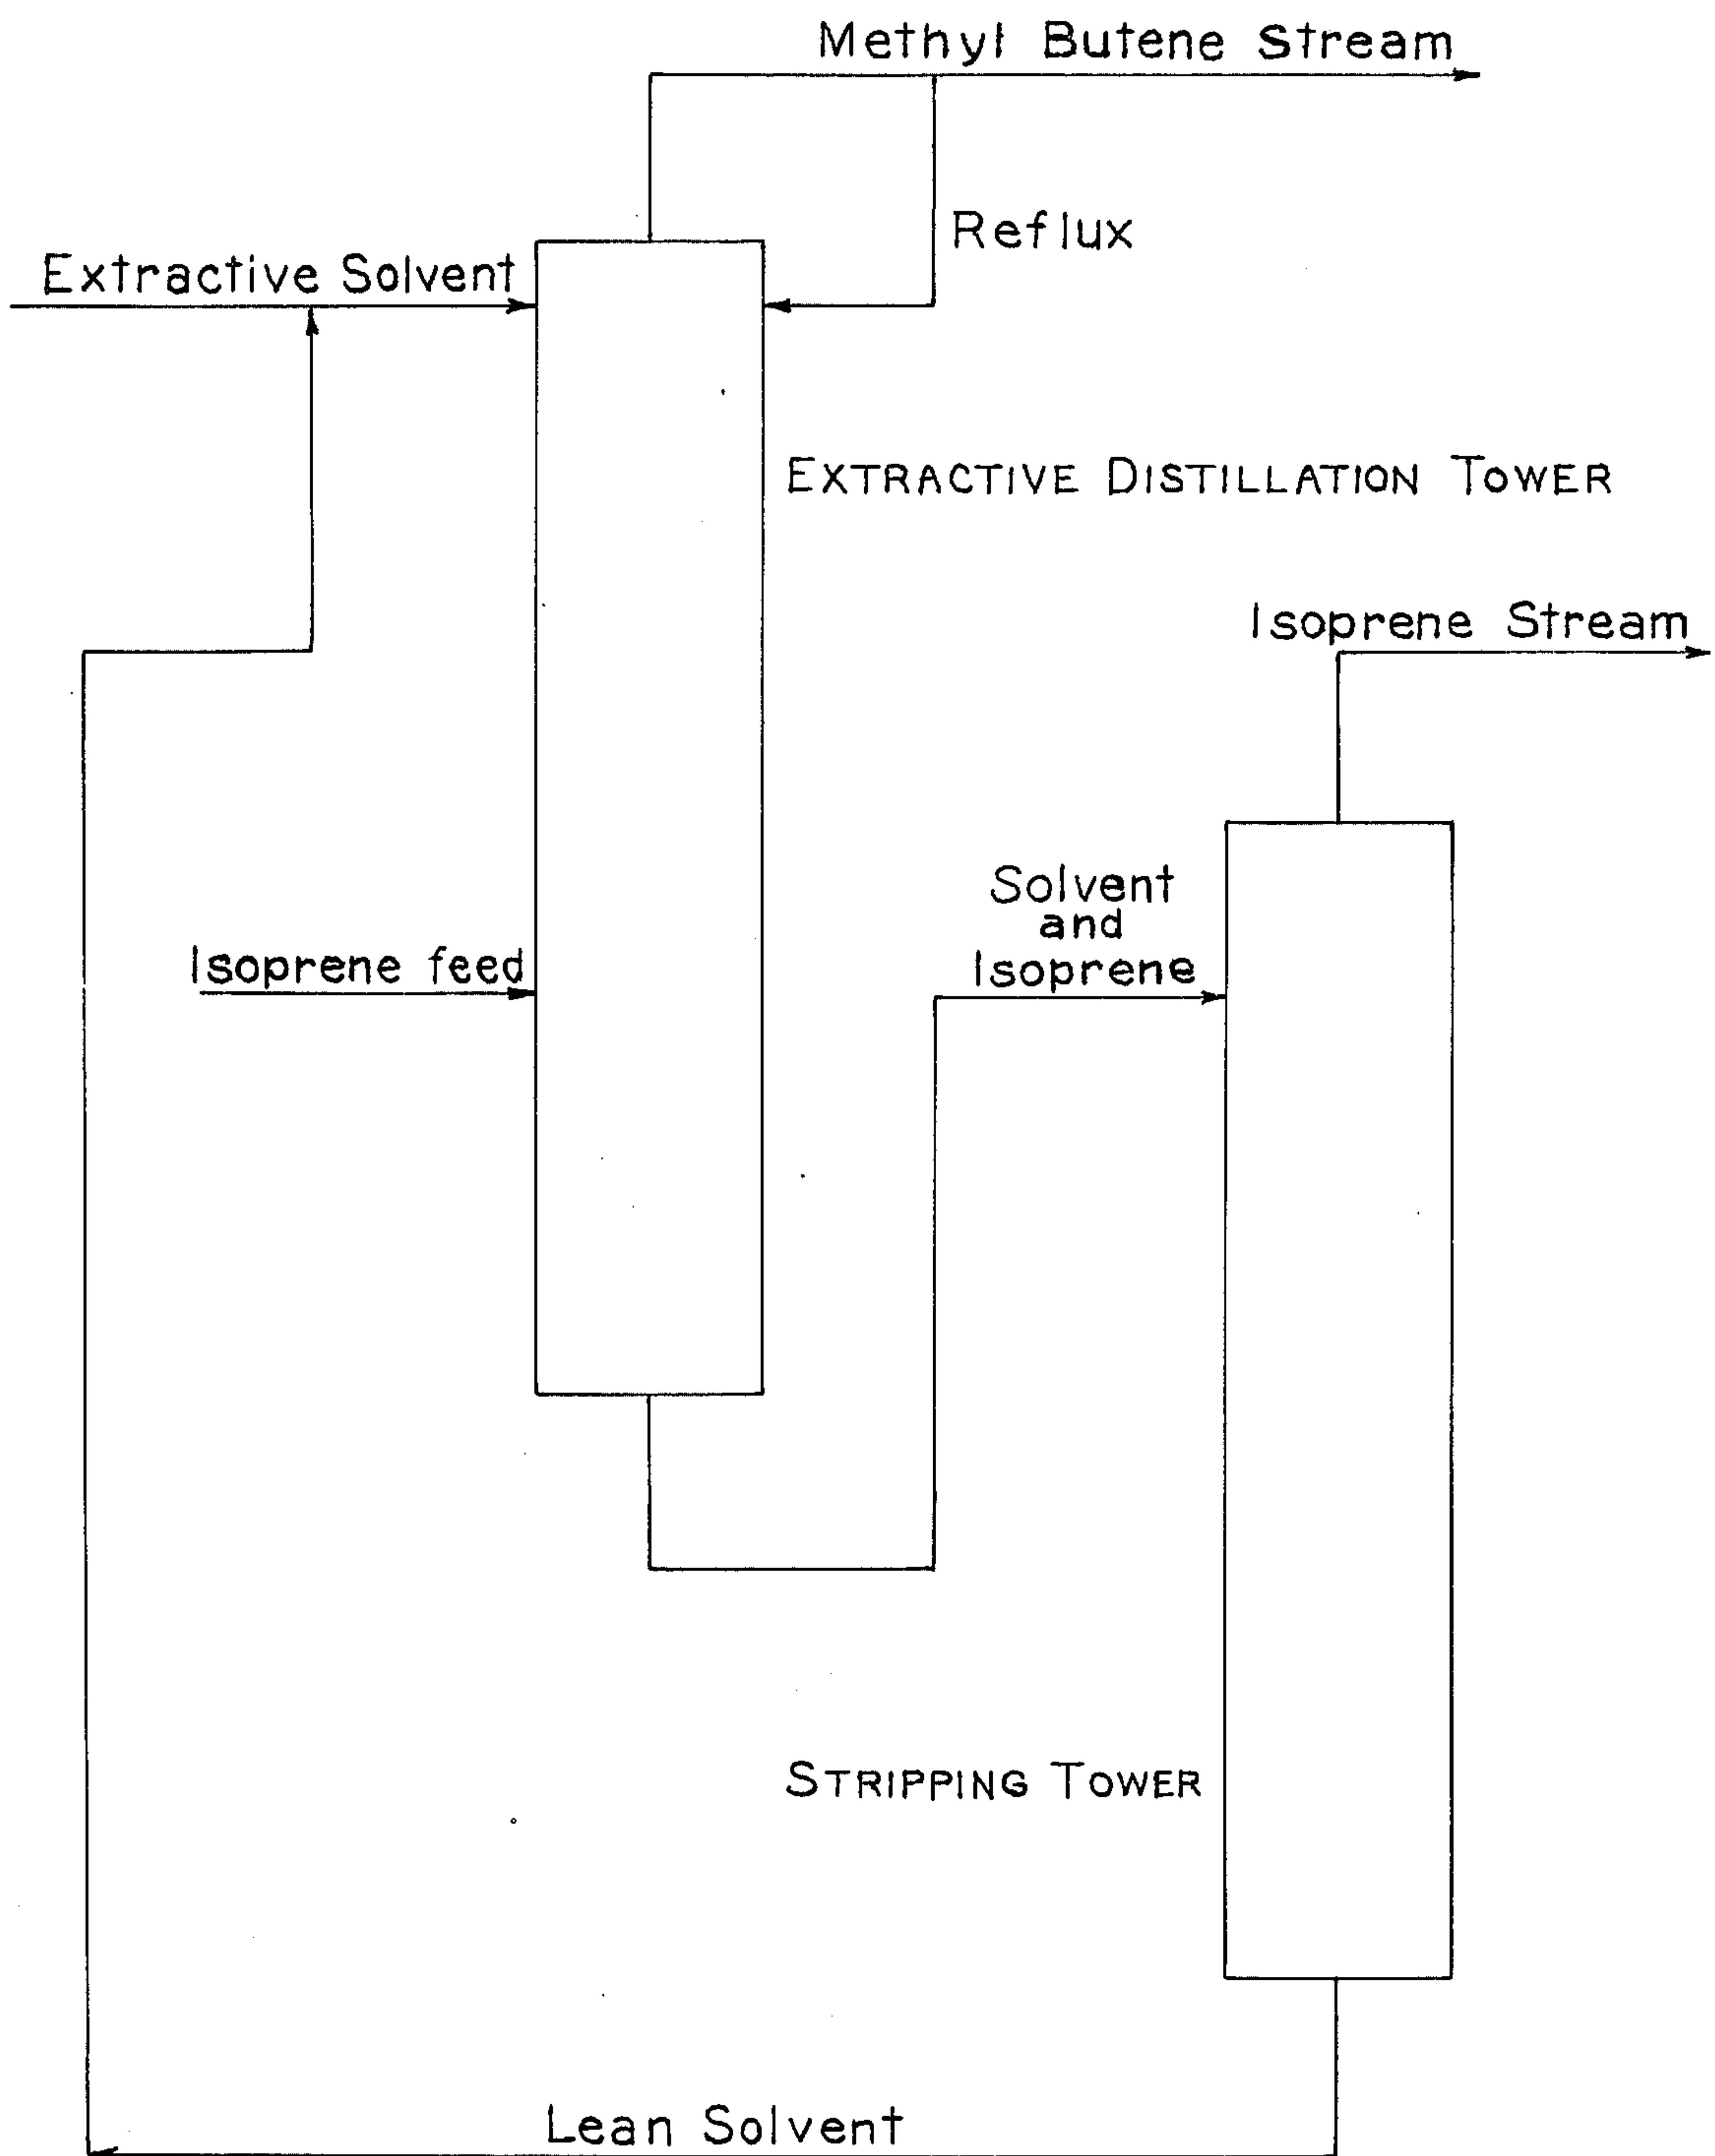 Methyl Butene Stream
Reflux
Extractive Solvent
EXTRACTIVE DISTILLATION TOWER
Isoprene Stream
Solvent
and
Isoprene
Isoprene feed
STRIPPING TOWER
Lean Solvent